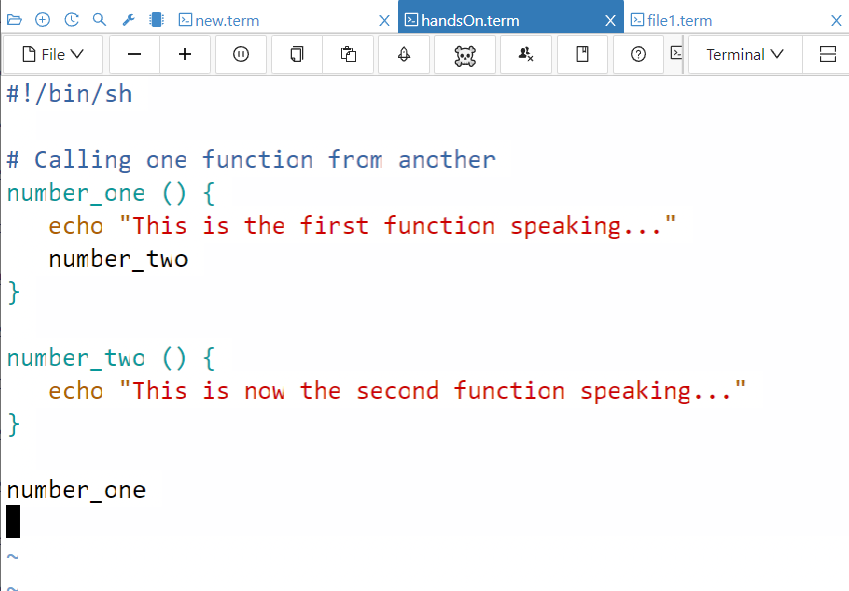 new.term X handsOn.term X file1.term X
File Terminal
#!/bin/sh
# Calling one function from another
number_one () {
echo "This is the first function speaking..."
number_two
}
number_two () {
echo "This is now the second function speaking..."
}
number_one
~
~